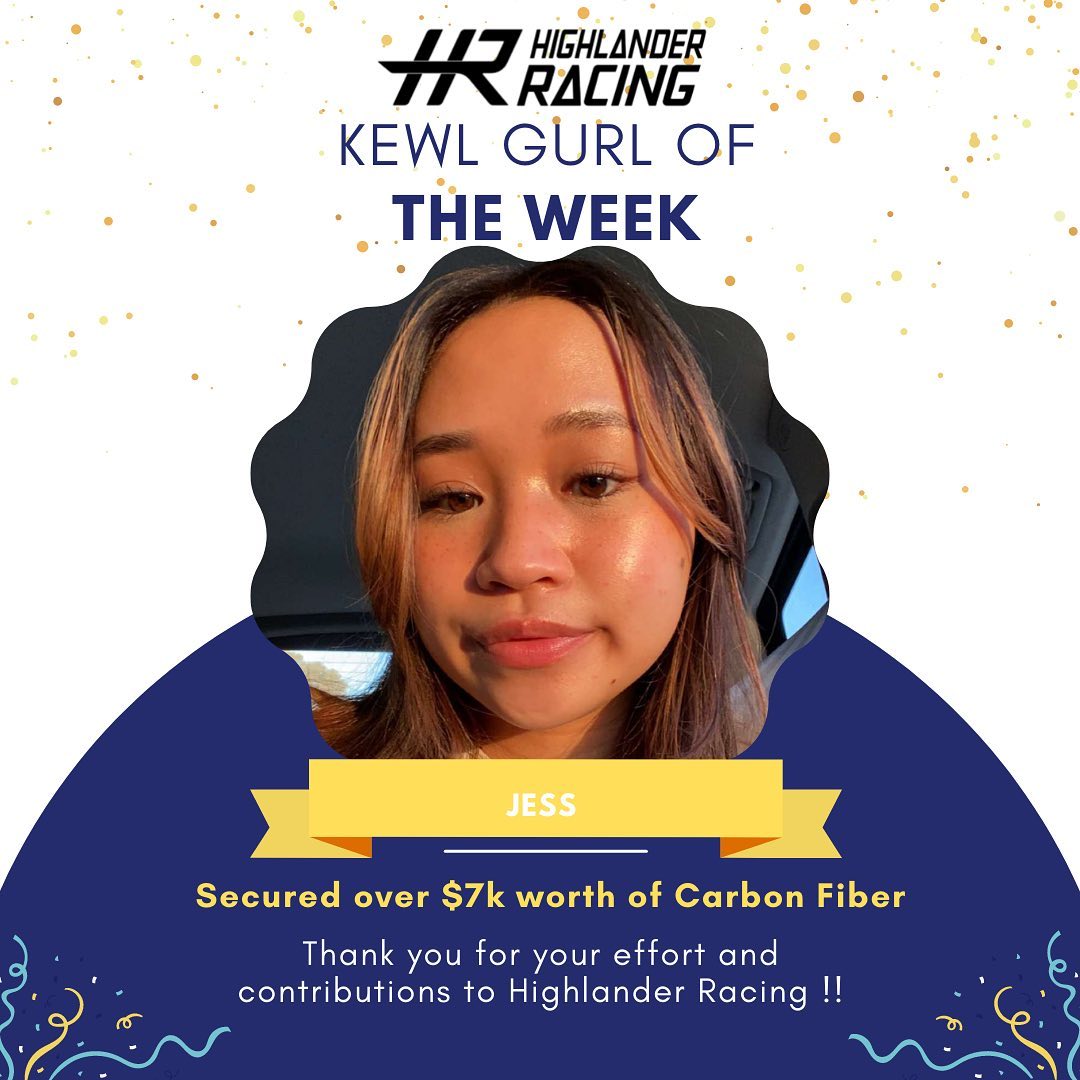 HR HIGHLANDER
RACING
KEWL GURL OF
THE WEEK
JESS
Secured over $7k worth of Carbon Fiber
Thank you for your effort and
contributions to Highlander Racing !!